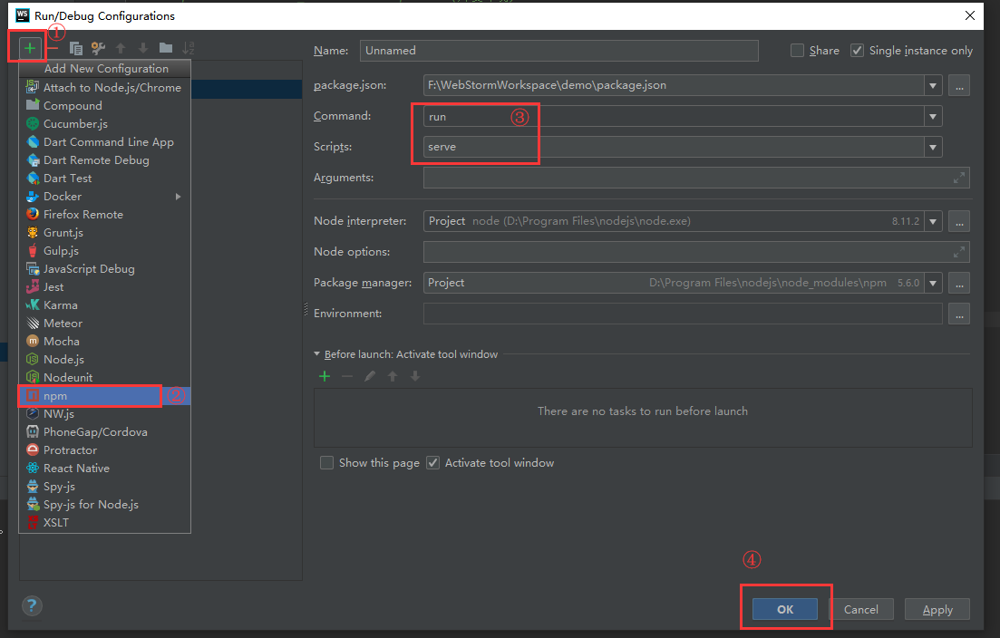 WS Run/Debug Configurations
①
Add New Configuration
Attach to Node.js/Chrome
Compound
Cucumber.js
Dart Command Line App
Dart Remote Debug
Dart Test
Docker
Firefox Remote
Grunt.js
Gulp.js
JavaScript Debug
Jest
Karma
Meteor
Mocha
Node.js
Nodeunit
npm ②
NW.js
PhoneGap/Cordova
Protractor
React Native
Spy-js
Spy-js for Node.js
XSLT
Name: Unnamed Share Single instance only
package.json: F:\WebStormWorkspace\demo\package.json ...
Command: run ③
Scripts: serve
Arguments:
Node interpreter: Project node (D:\Program Files\nodejs\node.exe) 8.11.2 ...
Node options:
Package manager: Project D:\Program Files\nodejs\node_modules\npm 5.6.0 ...
Environment: ...
Before launch: Activate tool window
There are no tasks to run before launch
Show this page Activate tool window
④
? OK Cancel Apply